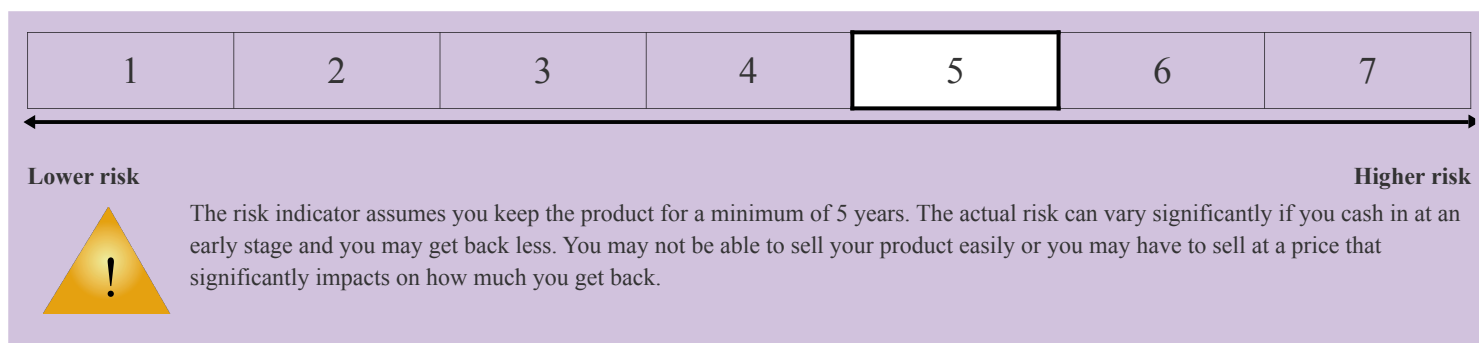 1 2 3 4 5 6 7
Lower risk Higher risk
The risk indicator assumes you keep the product for a minimum of 5 years. The actual risk can vary significantly if you cash in at an
early stage and you may get back less. You may not be able to sell your product easily or you may have to sell at a price that
! significantly impacts on how much you get back.